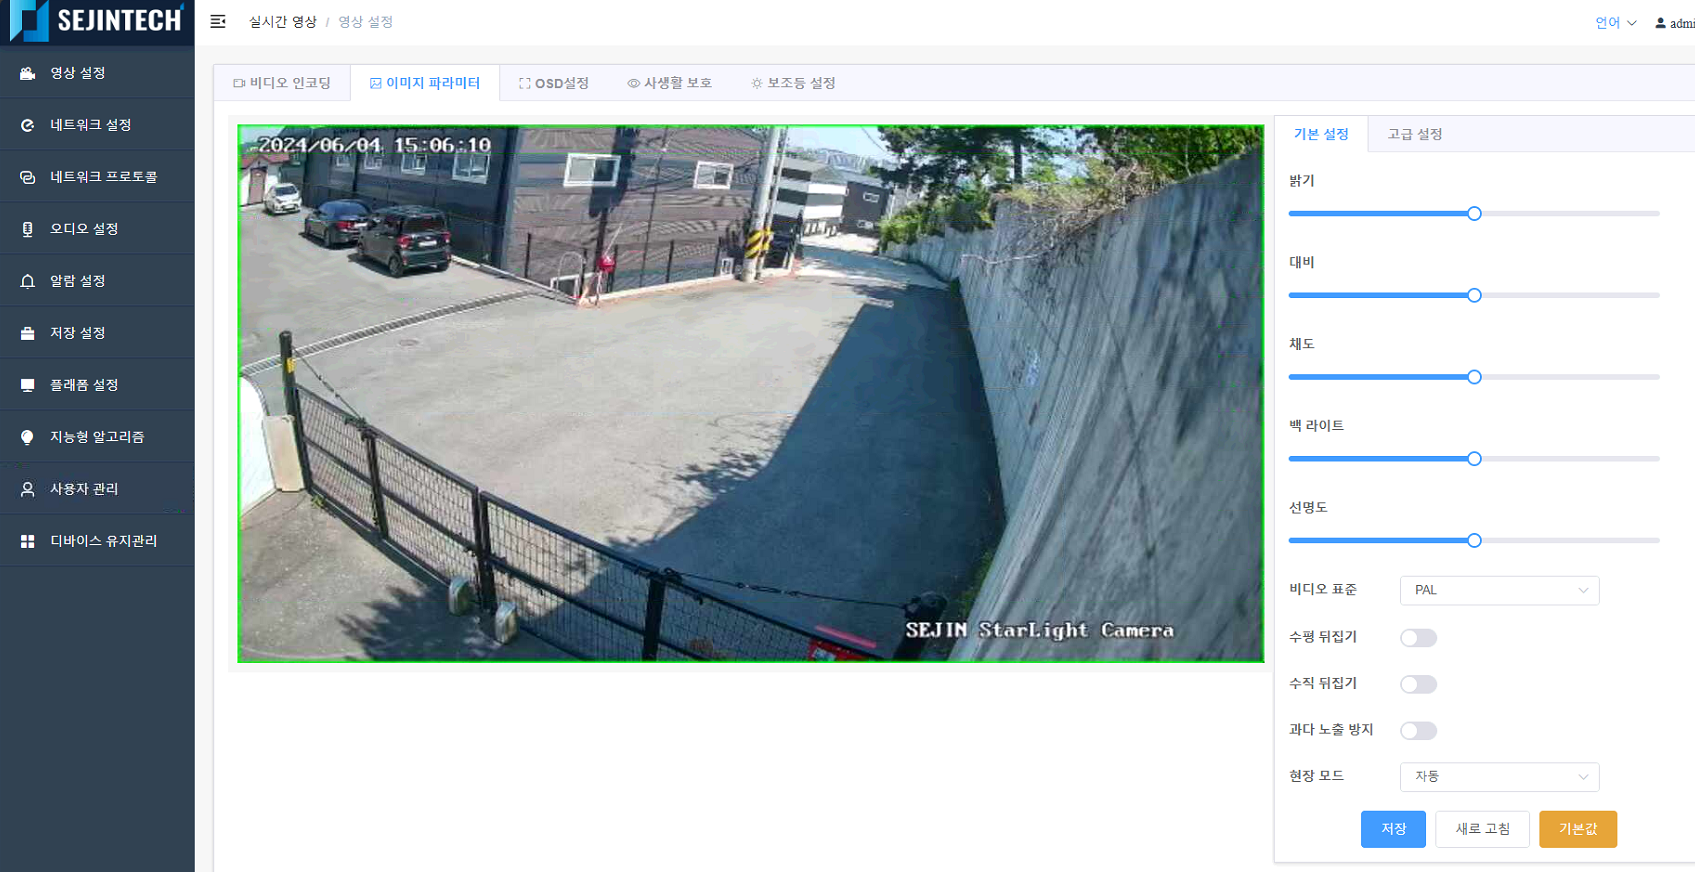 SEJINTECH
실시간 영상 / 영상 설정
언어
admi
영상 설정
네트워크 설정
네트워크 프로토콜
오디오 설정
알람 설정
저장 설정
플래폼 설정
지능형 알고리즘
사용자 관리
디바이스 유지관리
비디오 인코딩
이미지 파라미터
OSD설정
사생활 보호
보조등 설정
2024/06/04 15:06:10
SEJIN StarLight Camera
기본 설정
고급 설정
밝기
대비
채도
백 라이트
선명도
비디오 표준 PAL
수평 뒤집기
수직 뒤집기
과다 노출 방지
현장 모드 자동
저장
새로 고침
기본값